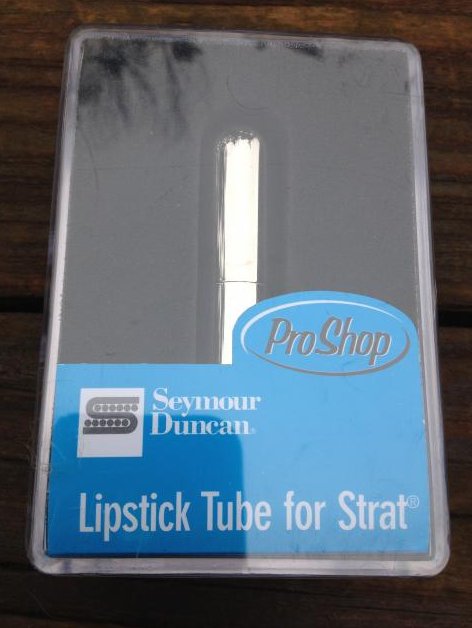 ProShop
Seymour
Duncan®
Lipstick Tube for Strat®